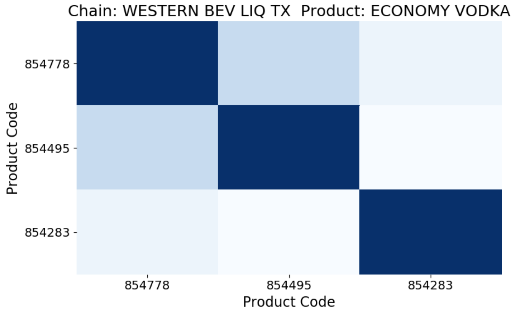 Chain: WESTERN BEV LIQ TX  Product: ECONOMY VODKA
Product Code
854778
854495
854283
854778
854495
854283
Product Code